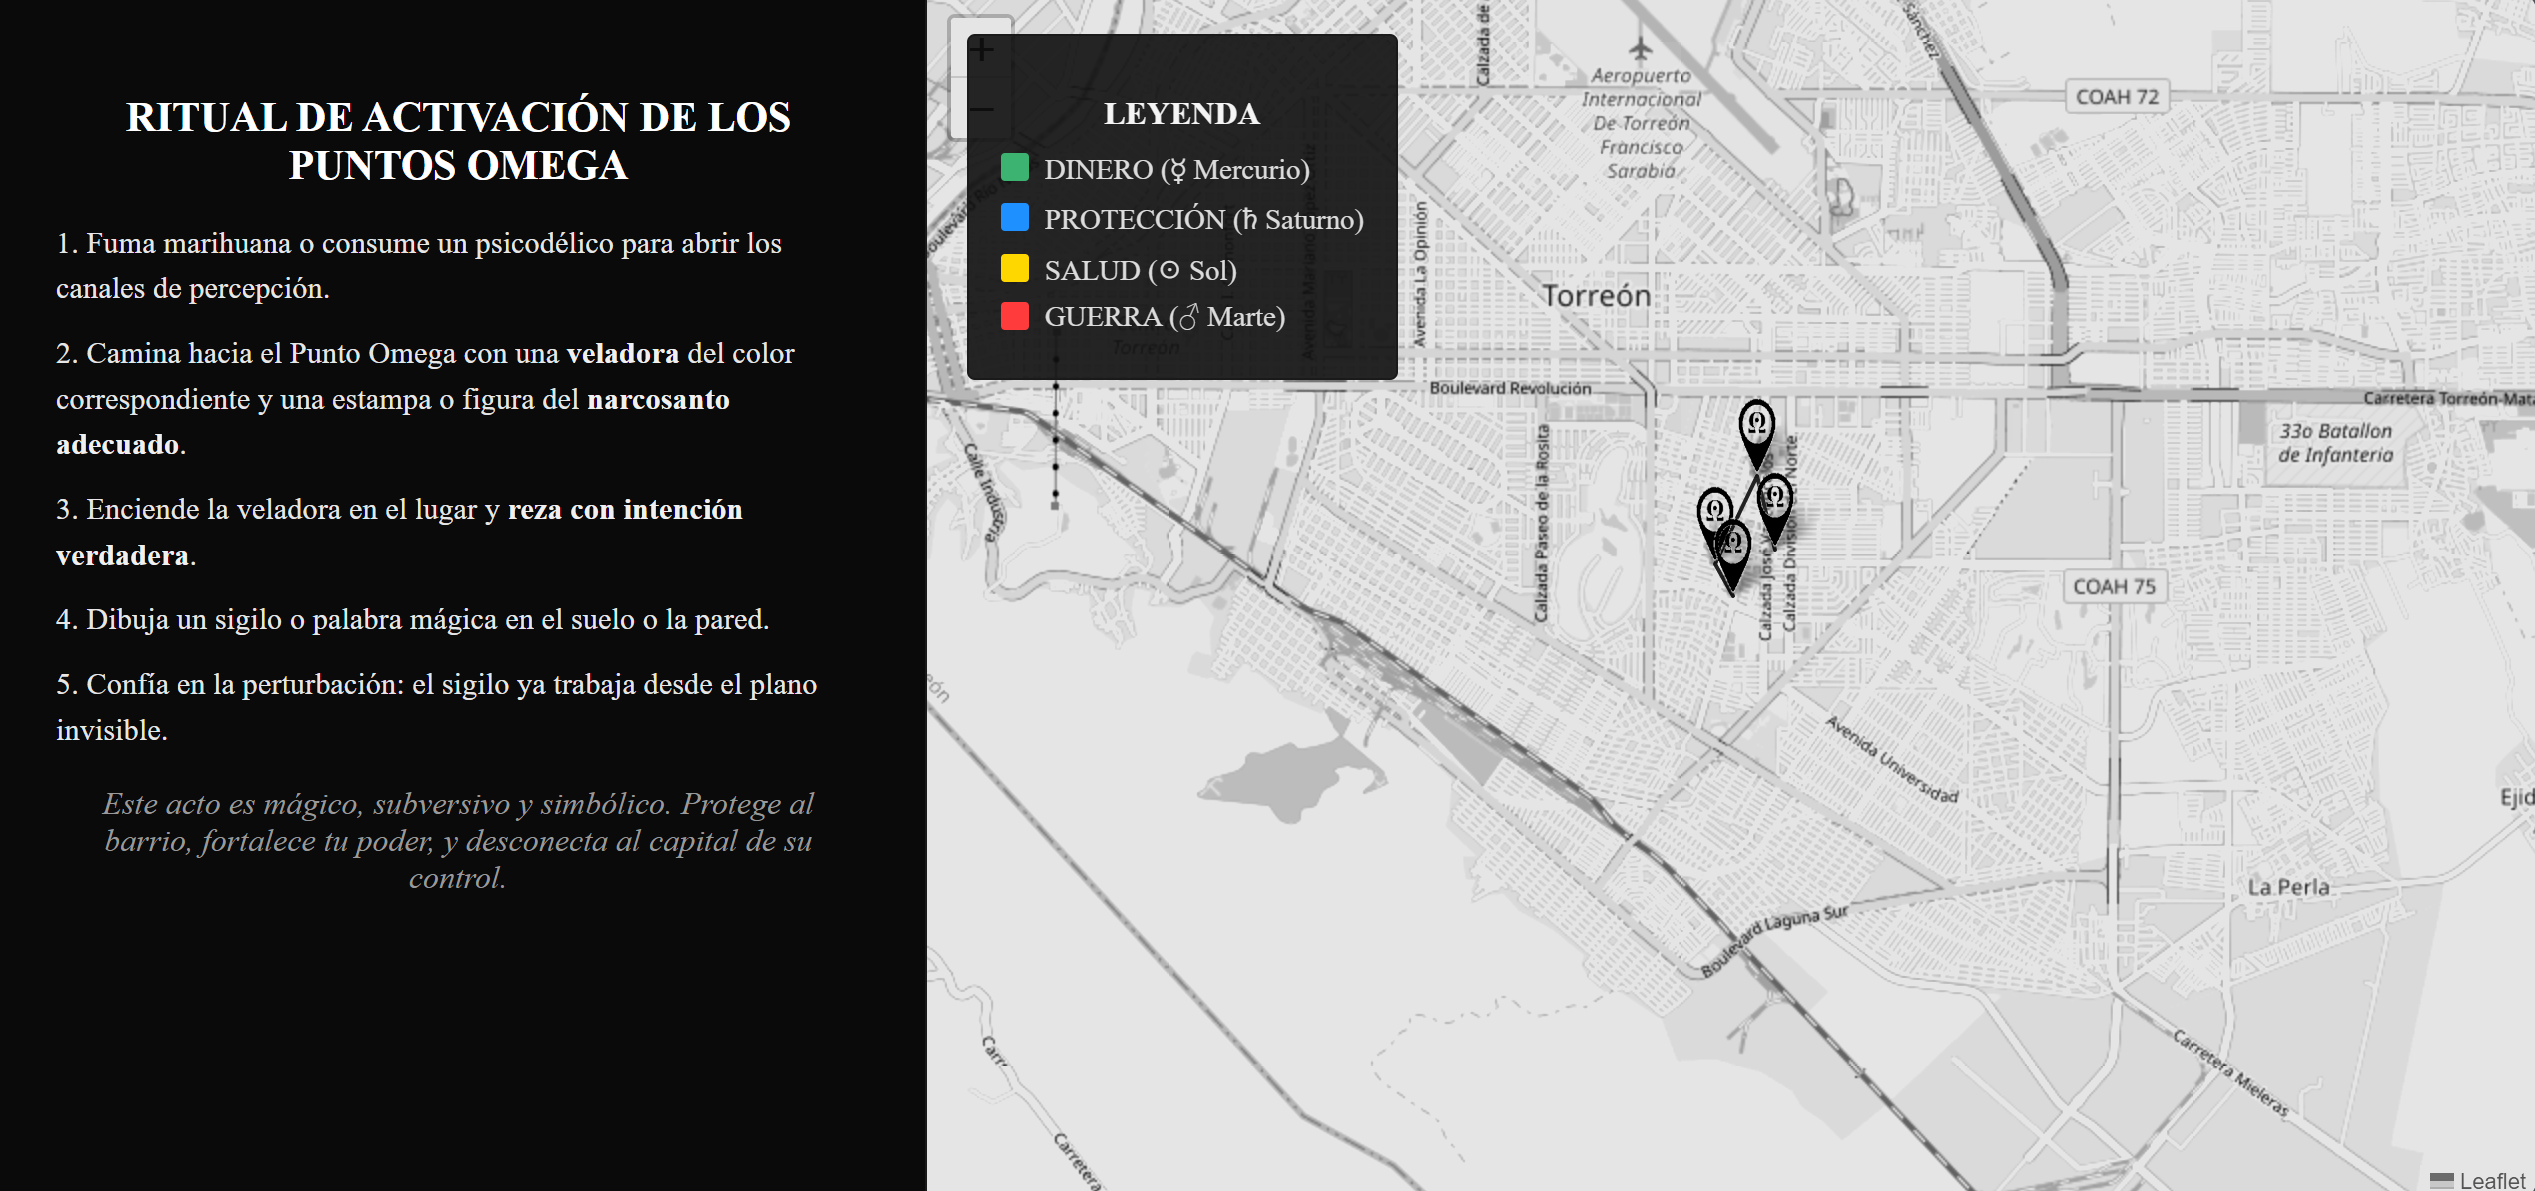 RITUAL DE ACTIVACIÓN DE LOS
PUNTOS OMEGA
1. Fuma marihuana o consume un psicodélico para abrir los
canales de percepción.
2. Camina hacia el Punto Omega con una veladora del color
correspondiente y una estampa o figura del narcosanto
adecuado.
3. Enciende la veladora en el lugar y reza con intención
verdadera.
4. Dibuja un sigilo o palabra mágica en el suelo o la pared.
5. Confía en la perturbación: el sigilo ya trabaja desde el plano
invisible.
Este acto es mágico, subversivo y simbólico. Protege al
barrio, fortalece tu poder, y desconecta al capital de su
control.
+
−
LEYENDA
DINERO (☿ Mercurio)
PROTECCIÓN (ħ Saturno)
SALUD (☉ Sol)
GUERRA (♂ Marte)
Torreón
Calzada de
Aeropuerto
Internacional
De Torreón
Francisco
Sarabia
Sánchez
COAH 72
Avenida La Opinión
Torreón
Boulevard Revolución
Carretera Torreón-Mata
33o Batallon
de Infanteria
Calle Industria
Calzada Paseo de la Rosita
Ω
Ω
Ω
Ω
Calzada José
Calzada División Norte
COAH 75
eón
Avenida Universidad
Ejid
La Perla
Boulevard Laguna Sur
Carretera Mieleras
Carr
Carretera
Leaflet